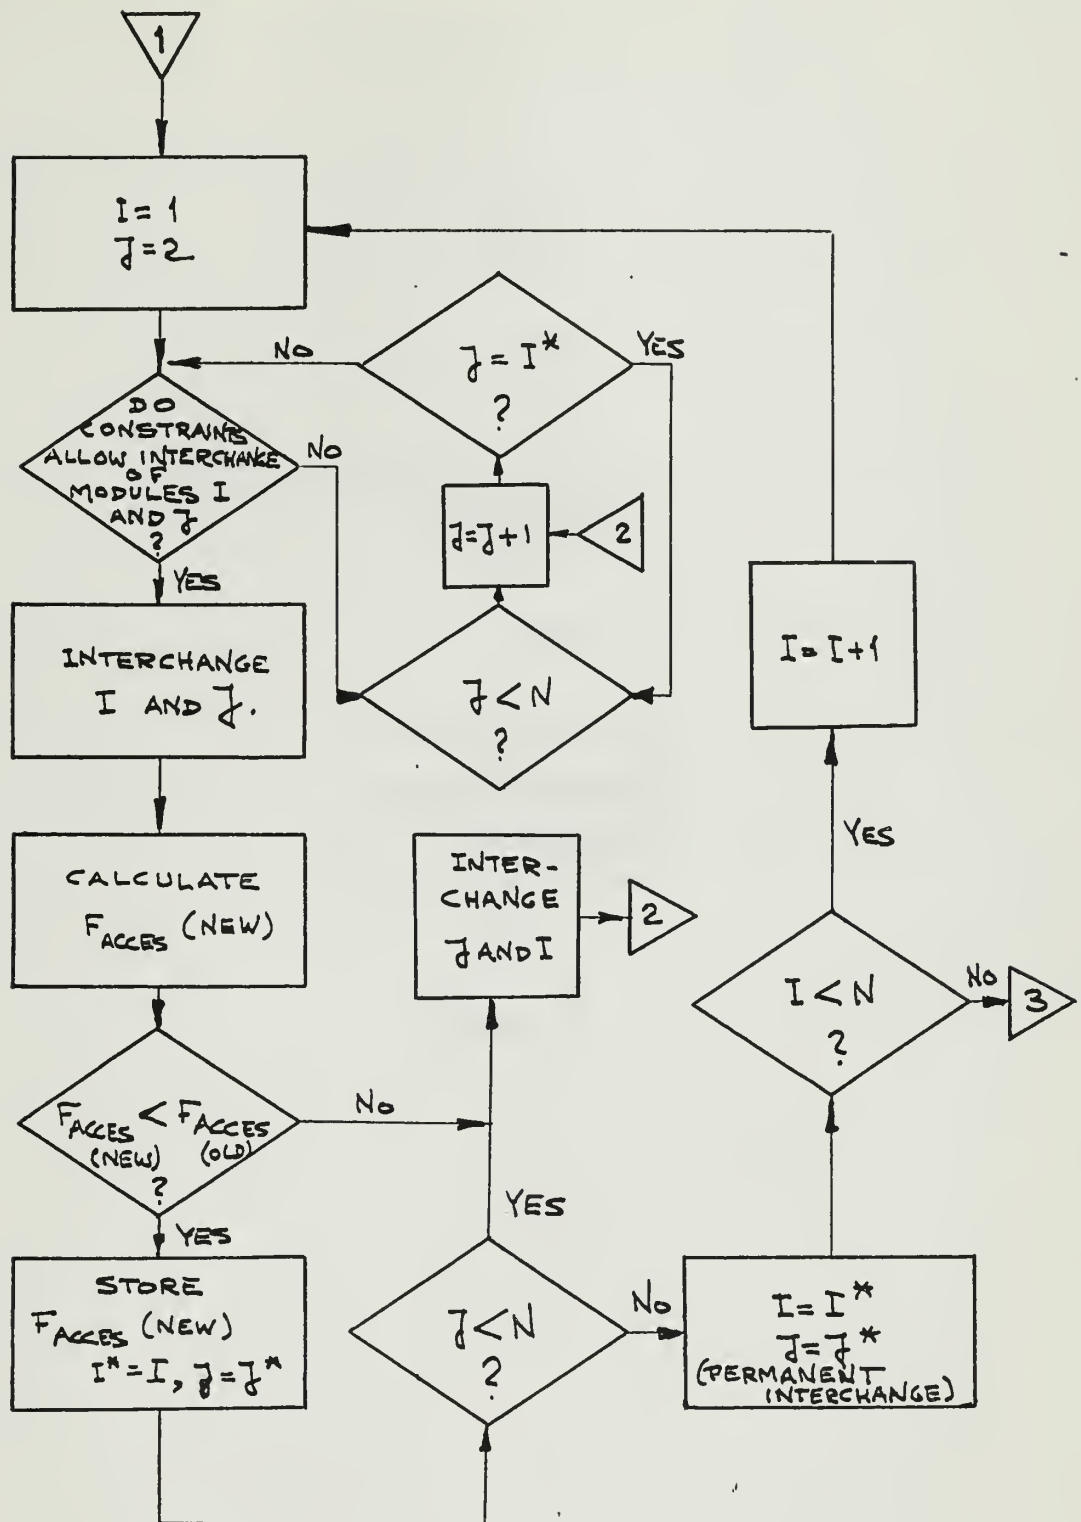 1
I = 1
J = 2
NO
J = I*
?
YES
DO
CONSTRAINTS
ALLOW INTERCHANGE
OF
MODULES I
AND J
?
NO
J = J + 1
2
YES
INTERCHANGE
I AND J.
J < N
?
I = I + 1
CALCULATE
FACCES (NEW)
INTER-
CHANGE
J AND I
2
YES
I < N
?
NO
3
FACCES < FACCES
(NEW) (OLD)
?
NO
YES
YES
STORE
FACCES (NEW)
I* = I, J = J*
J < N
?
NO
I = I*
J = J*
(PERMANENT
INTERCHANGE)